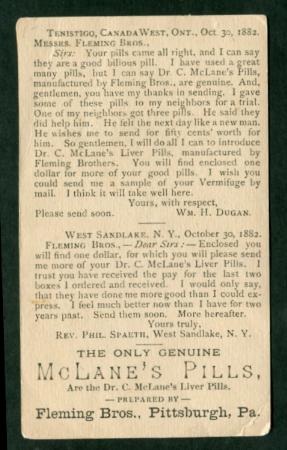 TENISTIGO, CANADA WEST, ONT., OCT. 30, 1882.
MESSRS. FLEMING BROS.,
Sirs: Your pills came all right, and I can say
they are a good bilious pill. I have used a great
many pills, but I can say Dr. C. McLane's Pills,
manufactured by Fleming Bros., are genuine. And,
gentlemen, you have my thanks in sending. I gave
some of these pills to my neighbors for a trial.
One of my neighbors got three pills. He said they
did help him. He felt the next day like a new man.
He wishes me to send for fifty cents' worth for
him. So gentlemen, I will do all I can to introduce
Dr. C. McLane's Liver Pills, manufactured by
Fleming Brothers. You will find enclosed one
dollar for more of your good pills. I wish you
could send me a sample of your Vermifuge by
mail. I think it will take well here.
Yours, with respect,
Please send soon. WM. H. DUGAN.
WEST SANDLAKE, N. Y., October 30, 1882.
FLEMING BROS.,—Dear Sirs:—Enclosed you
will find one dollar, for which you will please send
me more of your Dr. C. McLane's Liver Pills. I
trust you have received the pay for the last two
boxes I ordered and received. I would only say,
that they have done me more good than I could ex-
press. I feel much better now than I have for two
years past. Send them soon. More hereafter.
Yours truly,
REV. PHIL. SPAETH, West Sandlake, N. Y.
THE ONLY GENUINE
MCLANE'S PILLS,
Are the Dr. C. McLane's Liver Pills.
— PREPARED BY —
Fleming Bros., Pittsburgh, Pa.